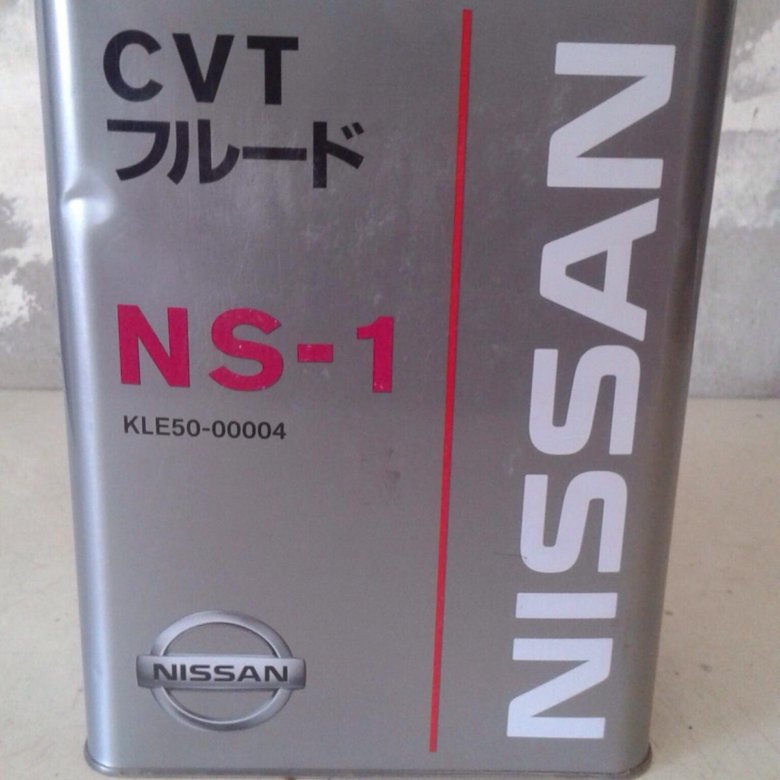 CVT
フルード
NS-1
KLE50-00004
NISSAN
NISSAN